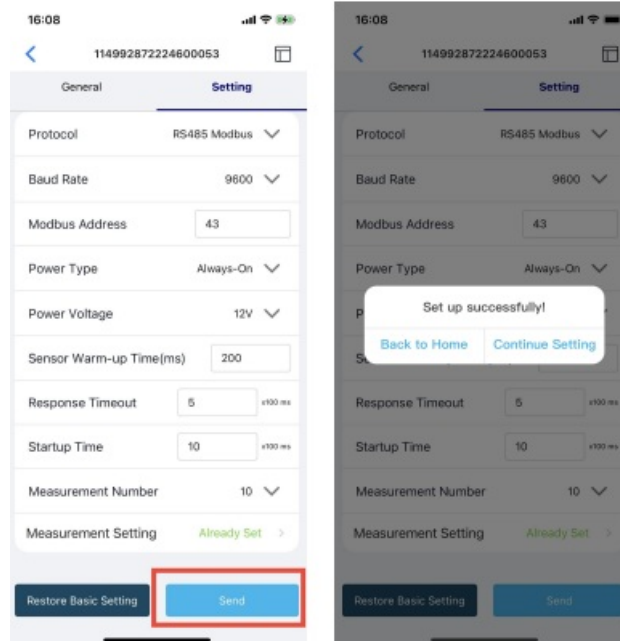 16:08
114992872224600053
General Setting
Protocol RS485 Modbus
Baud Rate 9600
Modbus Address 43
Power Type Always-On
Power Voltage 12V
Sensor Warm-up Time(ms) 200
Response Timeout 5 x100 ms
Startup Time 10 x100 ms
Measurement Number 10
Measurement Setting Already Set
Restore Basic Setting Send
16:08
114992872224600053
General Setting
Protocol RS485 Modbus
Baud Rate 9600
Modbus Address 43
Power Type Always-On
P
Set up successfully!
Back to Home Continue Setting
Se
Response Timeout 5 x100 ms
Startup Time 10 x100 ms
Measurement Number 10
Measurement Setting Already Set
Restore Basic Setting Send